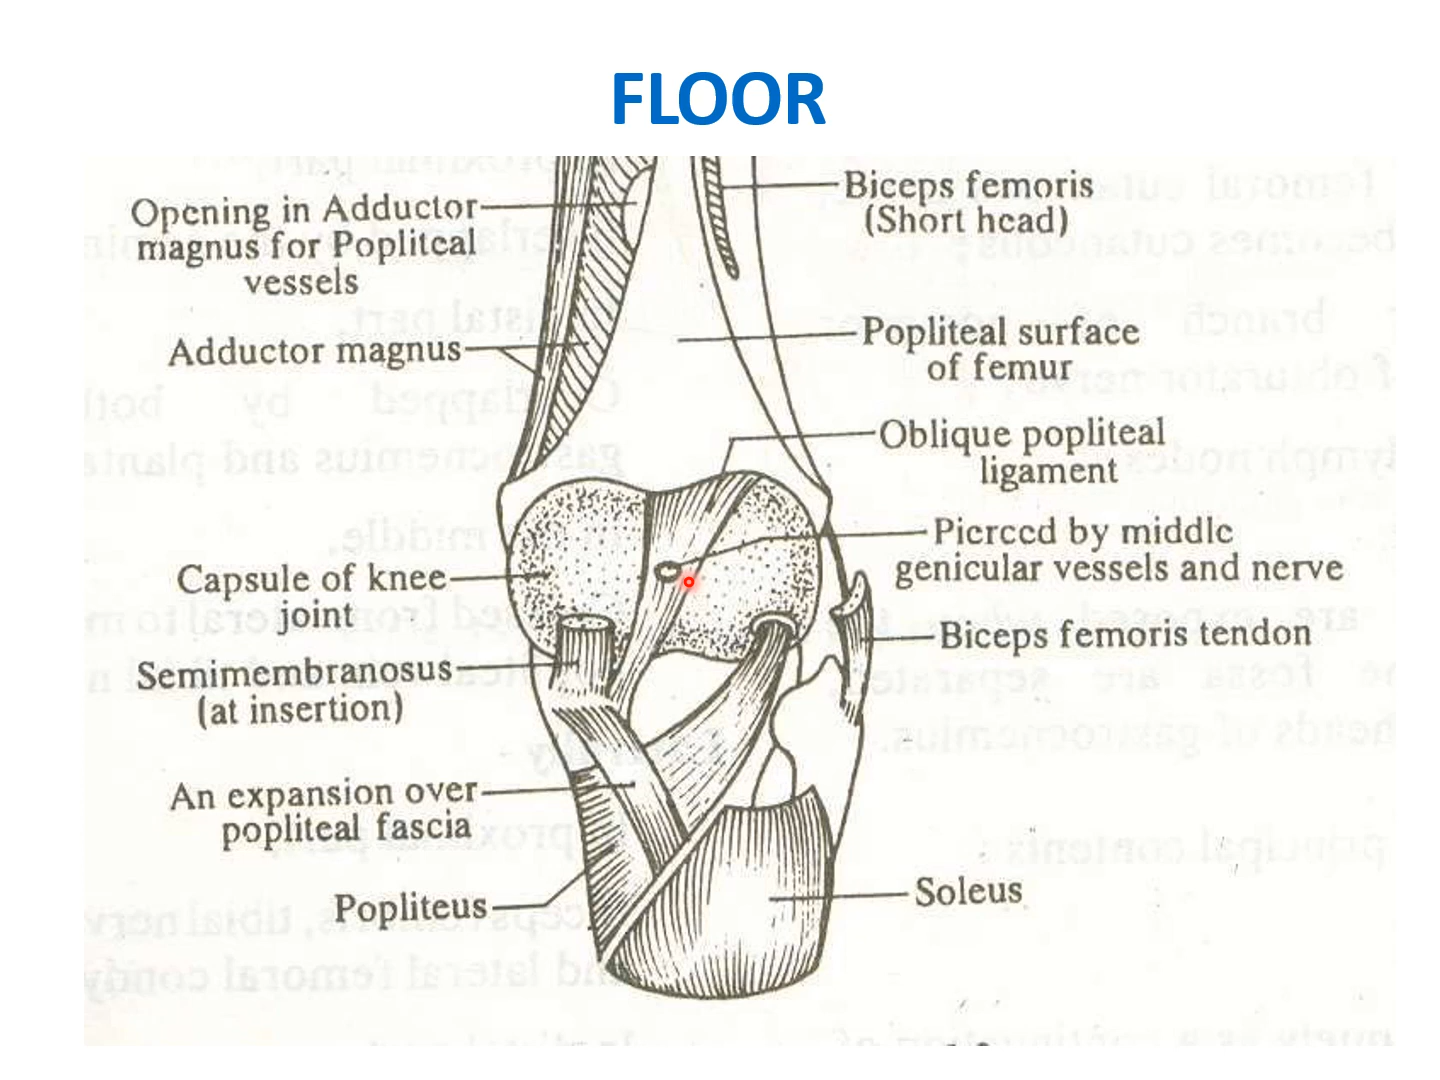 FLOOR
Opening in Adductor
magnus for Popliteal
vessels
Adductor magnus
Capsule of knee
joint
Semimembranosus
(at insertion)
An expansion over
popliteal fascia
Popliteus
Biceps femoris
(Short head)
Popliteal surface
of femur
Oblique popliteal
ligament
Pierced by middle
genicular vessels and nerve
Biceps femoris tendon
Soleus